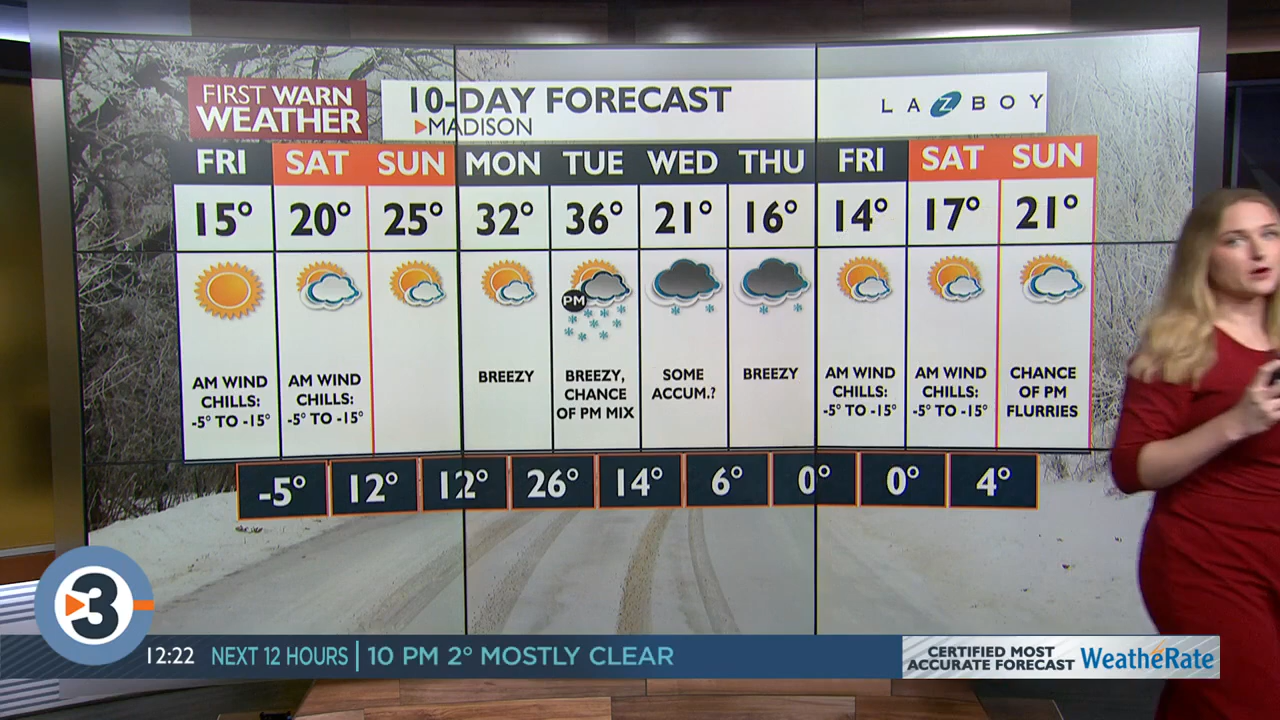 FIRST WARN
WEATHER
10-DAY FORECAST
MADISON
LA Z BOY
FRI SAT SUN MON TUE WED THU FRI SAT SUN
15° 20° 25° 32° 36° 21° 16° 14° 17° 21°
PM
AM WIND
CHILLS:
-5° TO -15°
AM WIND
CHILLS:
-5° TO -15°
BREEZY
BREEZY,
CHANCE
OF PM MIX
SOME
ACCUM.?
BREEZY
AM WIND
CHILLS:
-5° TO -15°
AM WIND
CHILLS:
-5° TO -15°
CHANCE
OF PM
FLURRIES
-5° 12° 12° 26° 14° 6° 0° 0° 4°
3
12:22 NEXT 12 HOURS | 10 PM 2° MOSTLY CLEAR
CERTIFIED MOST
ACCURATE FORECAST
WeatheRate